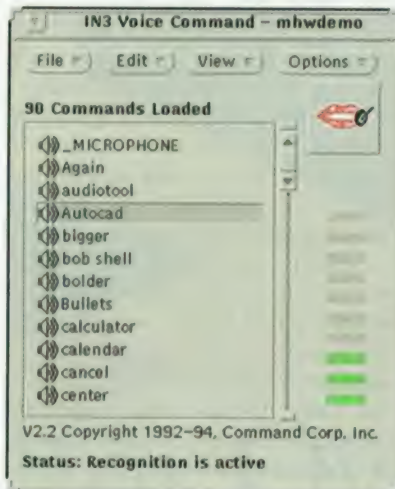 IN3 Voice Command – mhwdemo
File Edit View Options
90 Commands Loaded
_MICROPHONE
Again
audiotool
Autocad
bigger
bob shell
bolder
Bullets
calculator
calendar
cancel
center
V2.2 Copyright 1992–94, Command Corp. Inc.
Status: Recognition is active